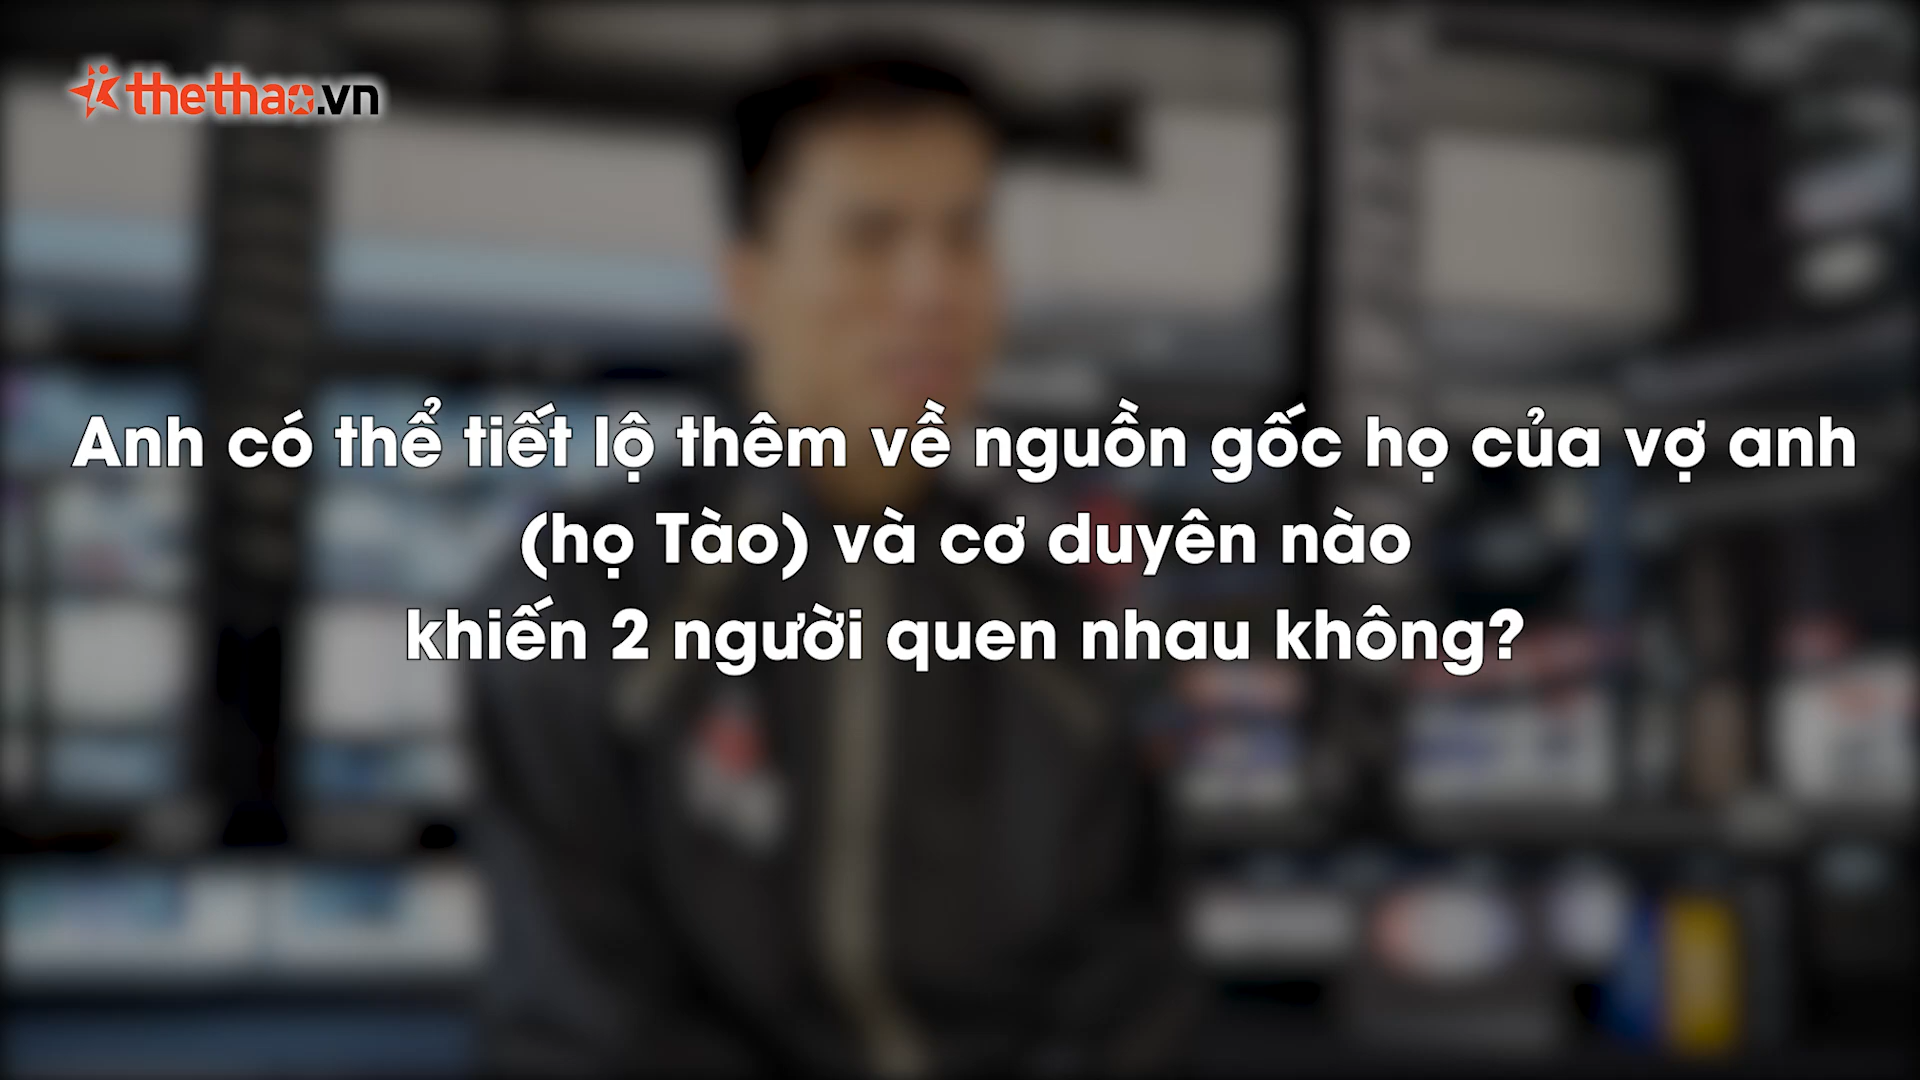 thethao.vn
Anh có thể tiết lộ thêm về nguồn gốc họ của vợ anh
(họ Tào) và cơ duyên nào
khiến 2 người quen nhau không?